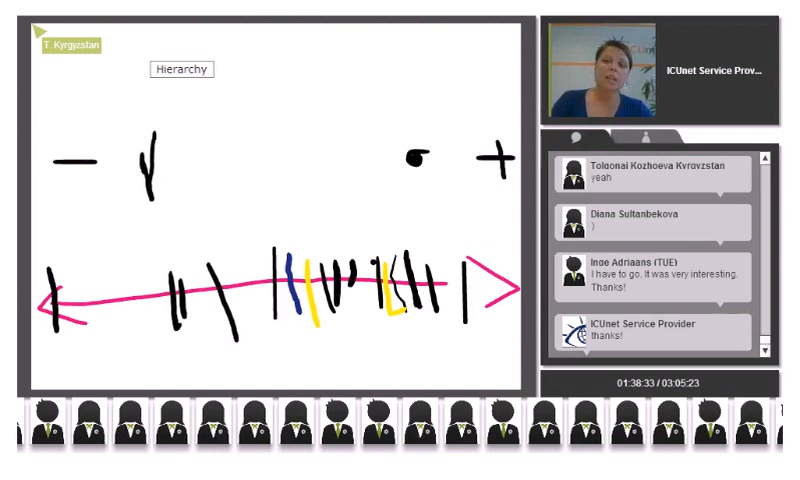 T. Kyrgyzstan
Hierarchy
ICUnet Service Prov...
Tolqonai Kozhoeva Kyrgyzstan
yeah
Diana Sultanbekova
)
Inge Adriaans (TUE)
I have to go. It was very interesting.
Thanks!
ICUnet Service Provider
thanks!
01:38:33 / 03:05:23